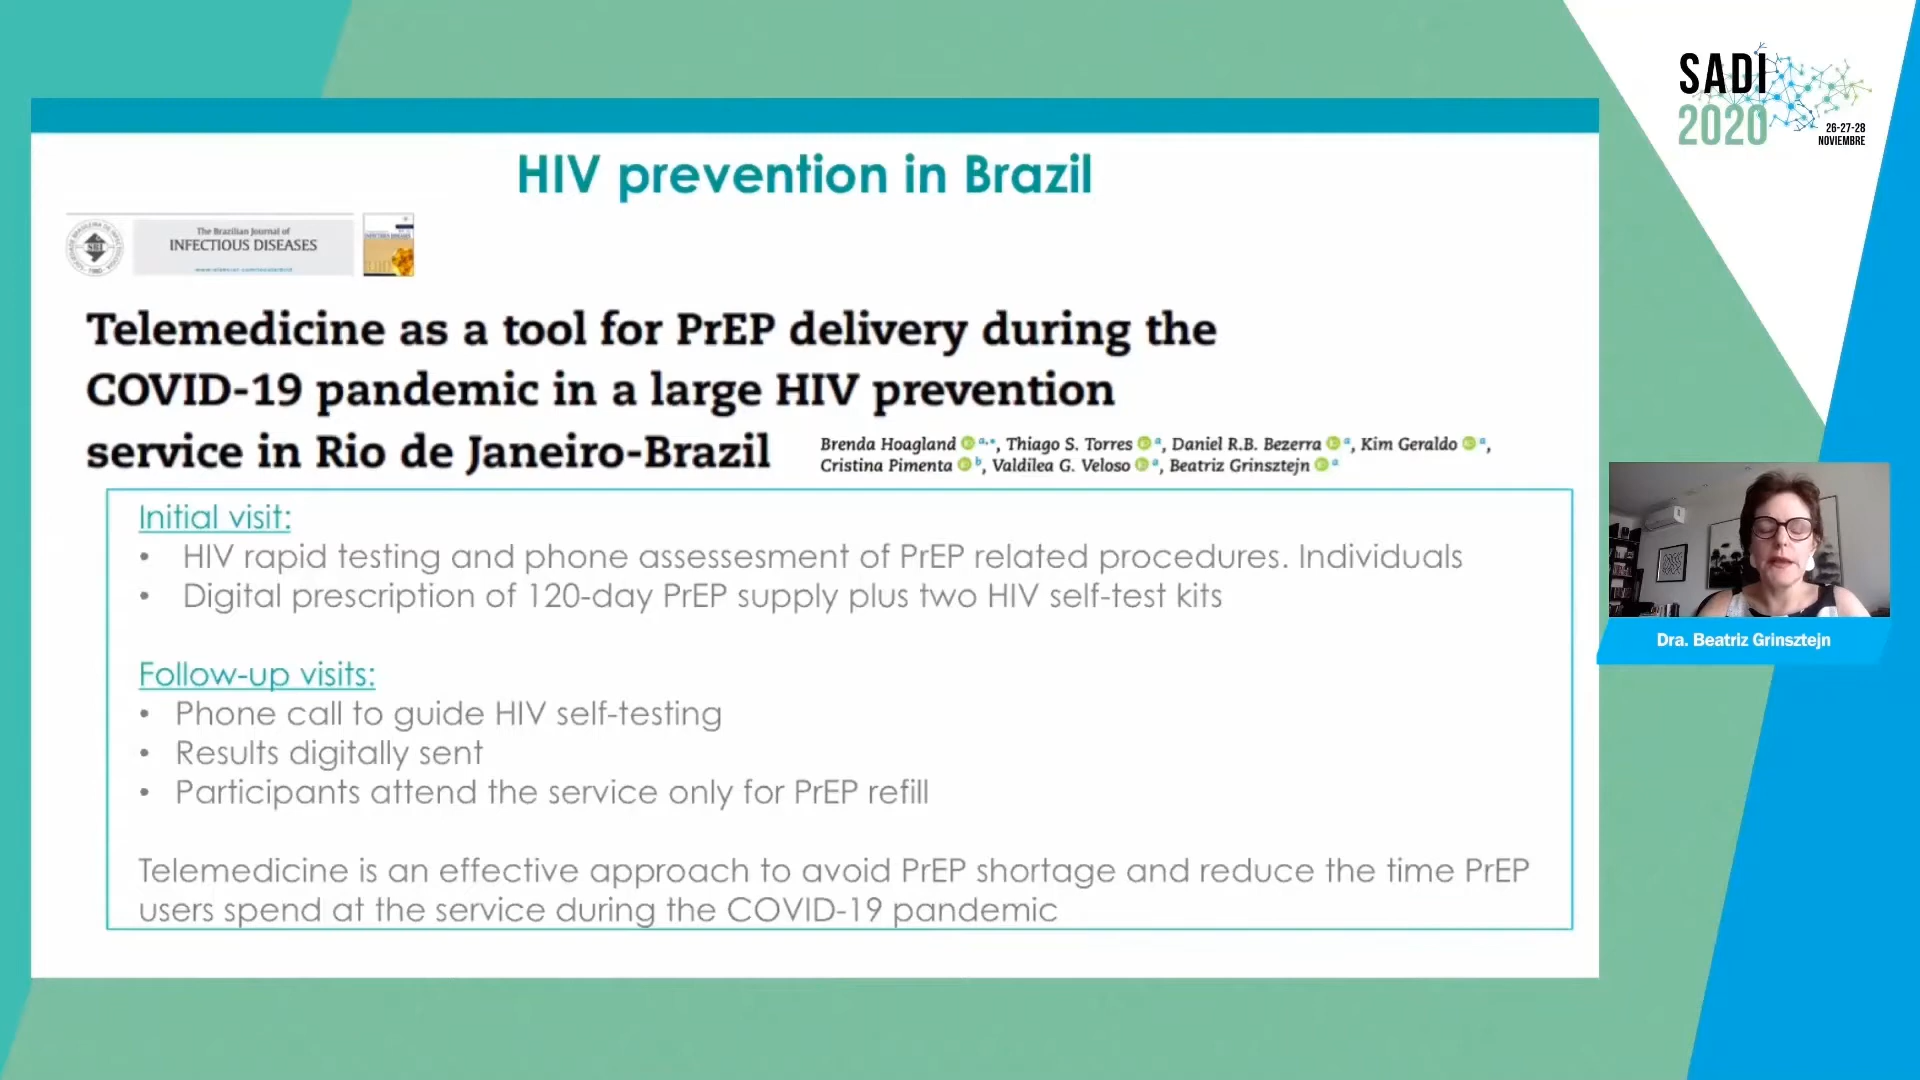 SADI
2020
26-27-28
NOVIEMBRE
HIV prevention in Brazil
The Brazilian Journal of
INFECTIOUS DISEASES
Telemedicine as a tool for PrEP delivery during the
COVID-19 pandemic in a large HIV prevention
service in Rio de Janeiro-Brazil
Brenda Hoagland a,*, Thiago S. Torres a, Daniel R.B. Bezerra a, Kim Geraldo a,
Cristina Pimenta b, Valdilea G. Veloso a, Beatriz Grinsztejn a
Initial visit:
• HIV rapid testing and phone assessesment of PrEP related procedures. Individuals
• Digital prescription of 120-day PrEP supply plus two HIV self-test kits
Follow-up visits:
• Phone call to guide HIV self-testing
• Results digitally sent
• Participants attend the service only for PrEP refill
Telemedicine is an effective approach to avoid PrEP shortage and reduce the time PrEP
users spend at the service during the COVID-19 pandemic
Dra. Beatriz Grinsztejn